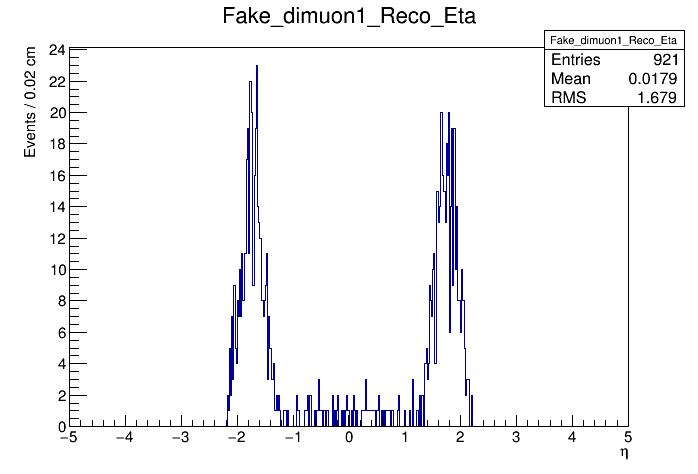 Fake_dimuon1_Reco_Eta
Fake_dimuon1_Reco_Eta
Entries 921
Mean 0.0179
RMS 1.679
Events / 0.02 cm
24
22
20
18
16
14
12
10
8
6
4
2
0
−5 −4 −3 −2 −1 0 1 2 3 4 5
η